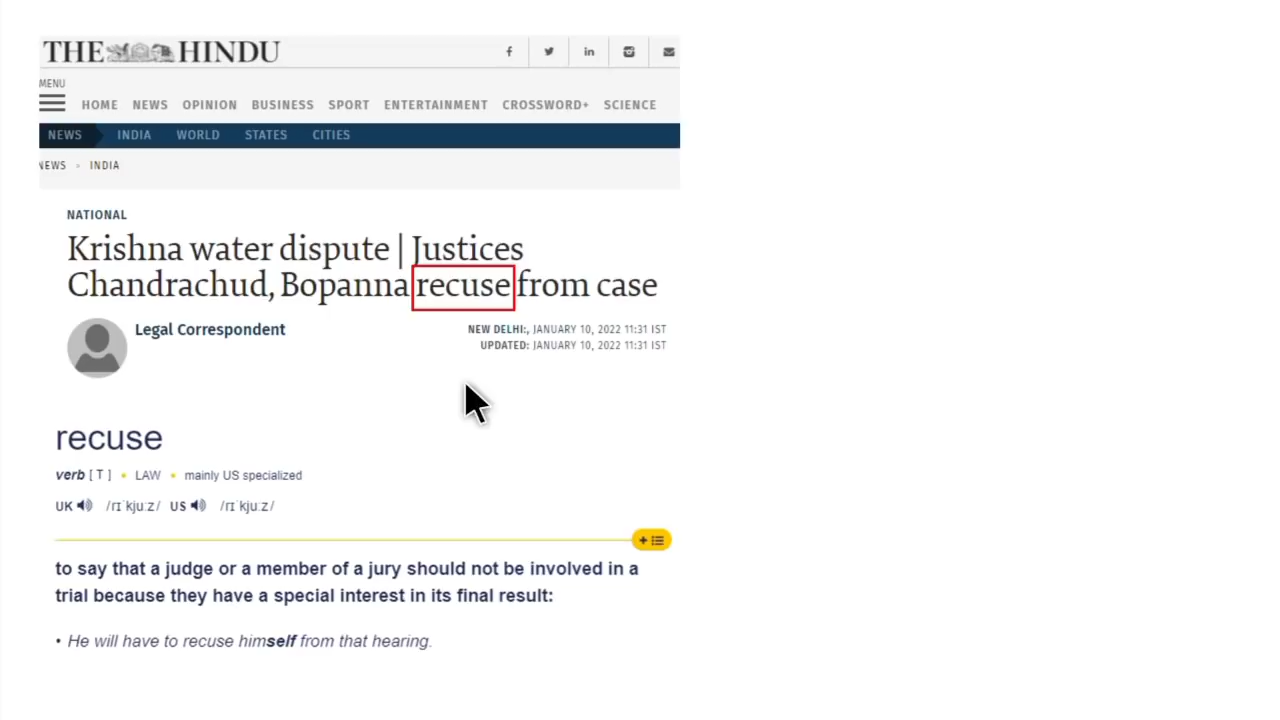 THE HINDU
MENU
HOME NEWS OPINION BUSINESS SPORT ENTERTAINMENT CROSSWORD+ SCIENCE
NEWS INDIA WORLD STATES CITIES
NEWS > INDIA
NATIONAL
Krishna water dispute | Justices
Chandrachud, Bopanna recuse from case
Legal Correspondent
NEW DELHI:, JANUARY 10, 2022 11:31 IST
UPDATED: JANUARY 10, 2022 11:31 IST
recuse
verb [ T ] • LAW • mainly US specialized
UK /rɪˈkjuːz/ US /rɪˈkjuːz/
to say that a judge or a member of a jury should not be involved in a
trial because they have a special interest in its final result:
• He will have to recuse himself from that hearing.